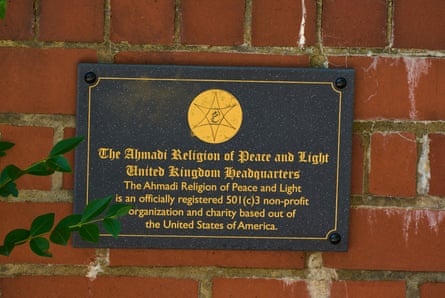 The Ahmadi Religion of Peace and Light
United Kingdom Headquarters
The Ahmadi Religion of Peace and Light
is an officially registered 501(c)3 non-profit
organization and charity based out of
the United States of America.